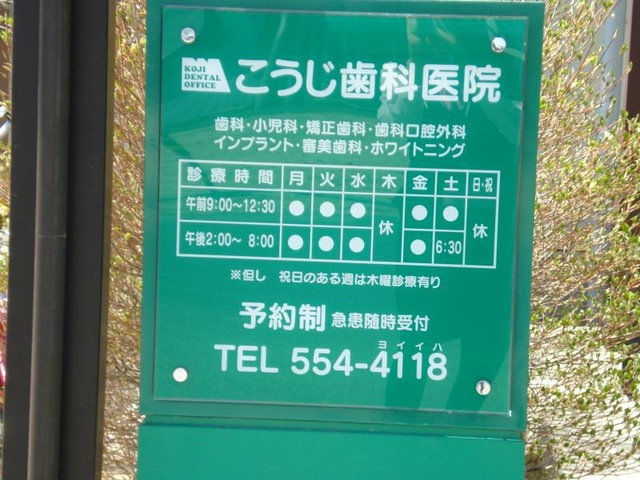 KOJI
DENTAL
OFFICE
こうじ歯科医院
歯科・小児科・矯正歯科・歯科口腔外科
インプラント・審美歯科・ホワイトニング
診療時間 月 火 水 木 金 土 日・祝
午前9:00〜12:30 ● ● ● 休 ● ● 休
午後2:00〜 8:00 ● ● ● ● 6:30
※但し 祝日のある週は木曜診療有り
予約制 急患随時受付
ヨイイハ
TEL 554-4118